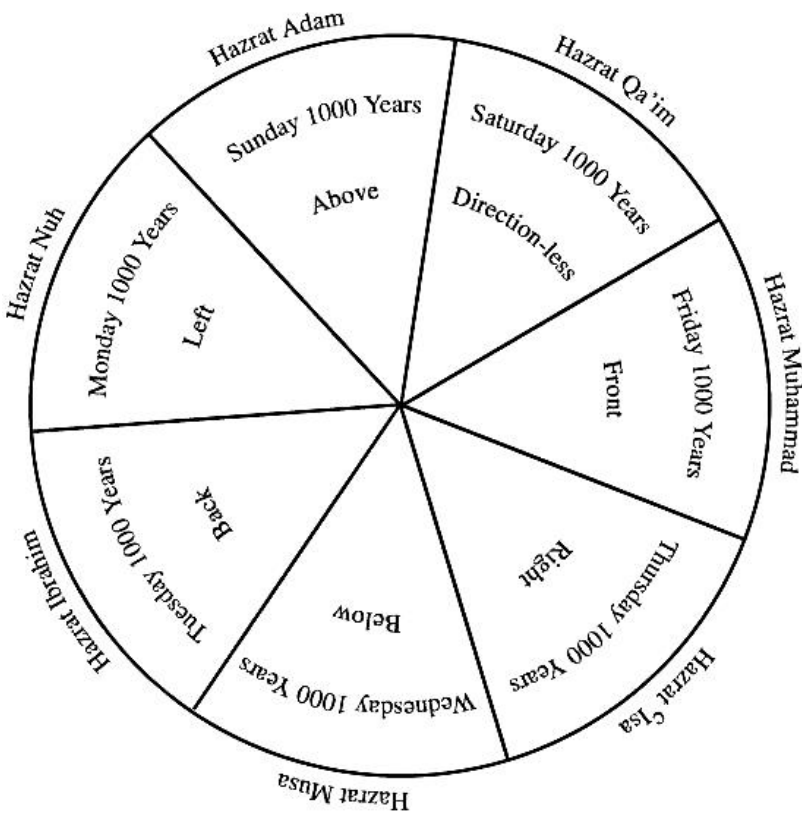 Hazrat Adam
Sunday 1000 Years
Above
Hazrat Qa’im
Saturday 1000 Years
Direction-less
Hazrat Muhammad
Friday 1000 Years
Front
Hazrat ᶜIsa
Thursday 1000 Years
Right
Hazrat Musa
Wednesday 1000 Years
Below
Hazrat Ibrahim
Tuesday 1000 Years
Back
Hazrat Nuh
Monday 1000 Years
Left